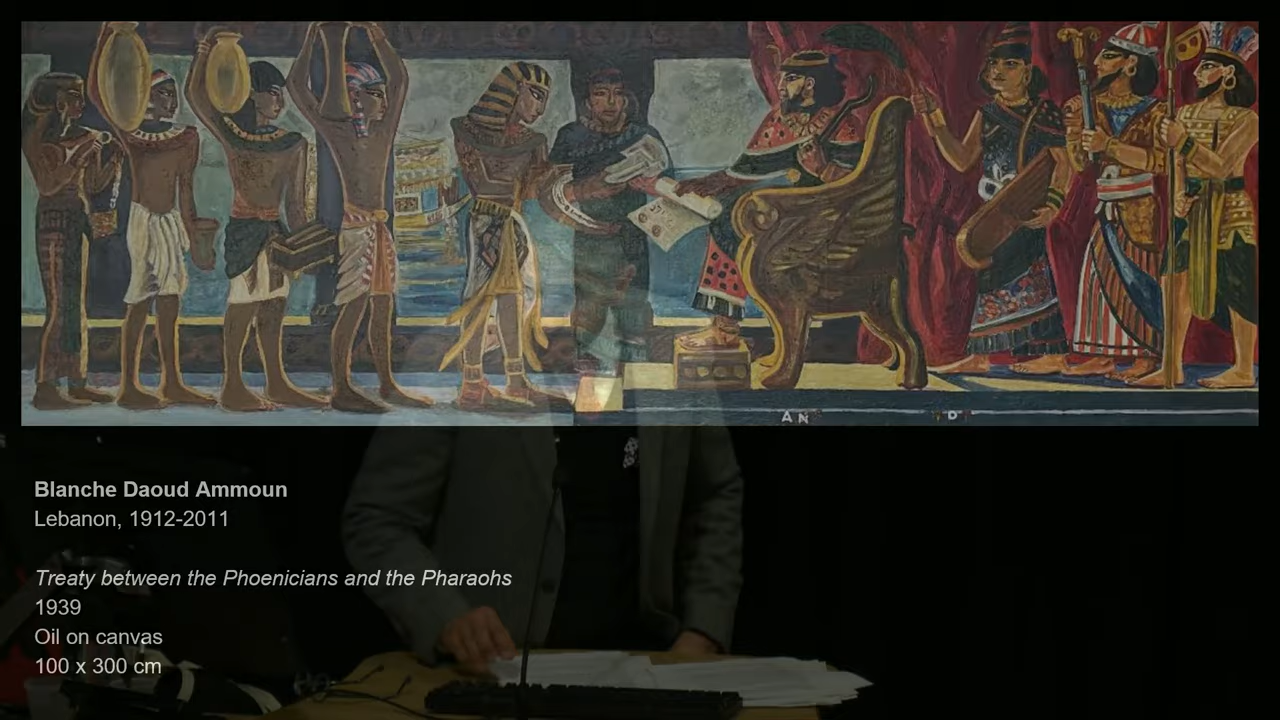 Blanche Daoud Ammoun
Lebanon, 1912-2011
Treaty between the Phoenicians and the Pharaohs
1939
Oil on canvas
100 x 300 cm